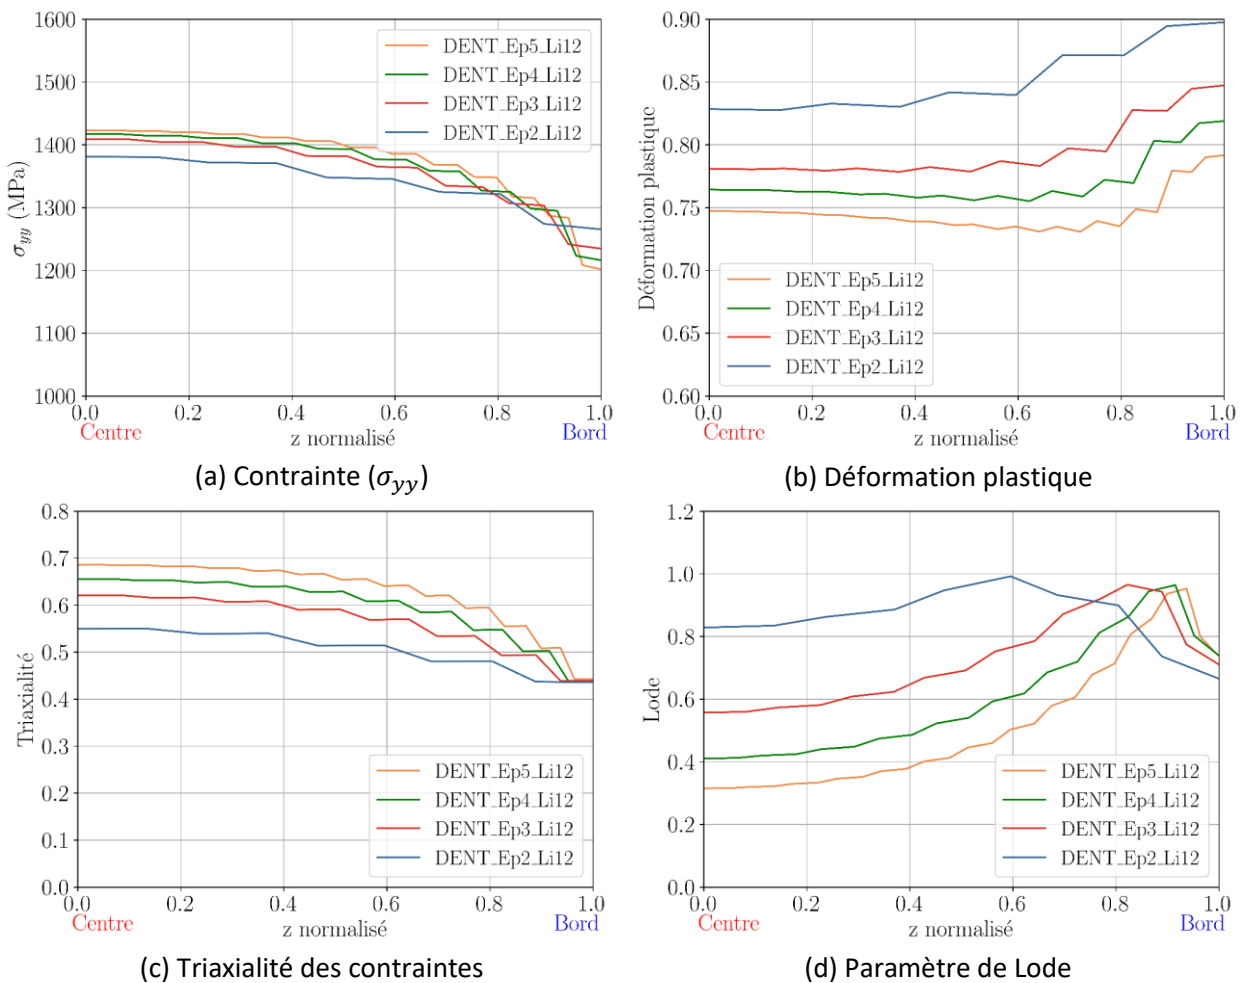 1600
1500
1400
1300
1200
1100
1000
σyy (MPa)
DENT_Ep5_Li12
DENT_Ep4_Li12
DENT_Ep3_Li12
DENT_Ep2_Li12
0.0 0.2 0.4 0.6 0.8 1.0
Centre z normalisé Bord
(a) Contrainte (σyy)
0.90
0.85
0.80
0.75
0.70
0.65
0.60
Déformation plastique
DENT_Ep5_Li12
DENT_Ep4_Li12
DENT_Ep3_Li12
DENT_Ep2_Li12
0.0 0.2 0.4 0.6 0.8 1.0
Centre z normalisé Bord
(b) Déformation plastique
0.8
0.7
0.6
0.5
0.4
0.3
0.2
0.1
0.0
Triaxialité
DENT_Ep5_Li12
DENT_Ep4_Li12
DENT_Ep3_Li12
DENT_Ep2_Li12
0.0 0.2 0.4 0.6 0.8 1.0
Centre z normalisé Bord
(c) Triaxialité des contraintes
1.2
1.0
0.8
0.6
0.4
0.2
0.0
Lode
DENT_Ep5_Li12
DENT_Ep4_Li12
DENT_Ep3_Li12
DENT_Ep2_Li12
0.0 0.2 0.4 0.6 0.8 1.0
Centre z normalisé Bord
(d) Paramètre de Lode